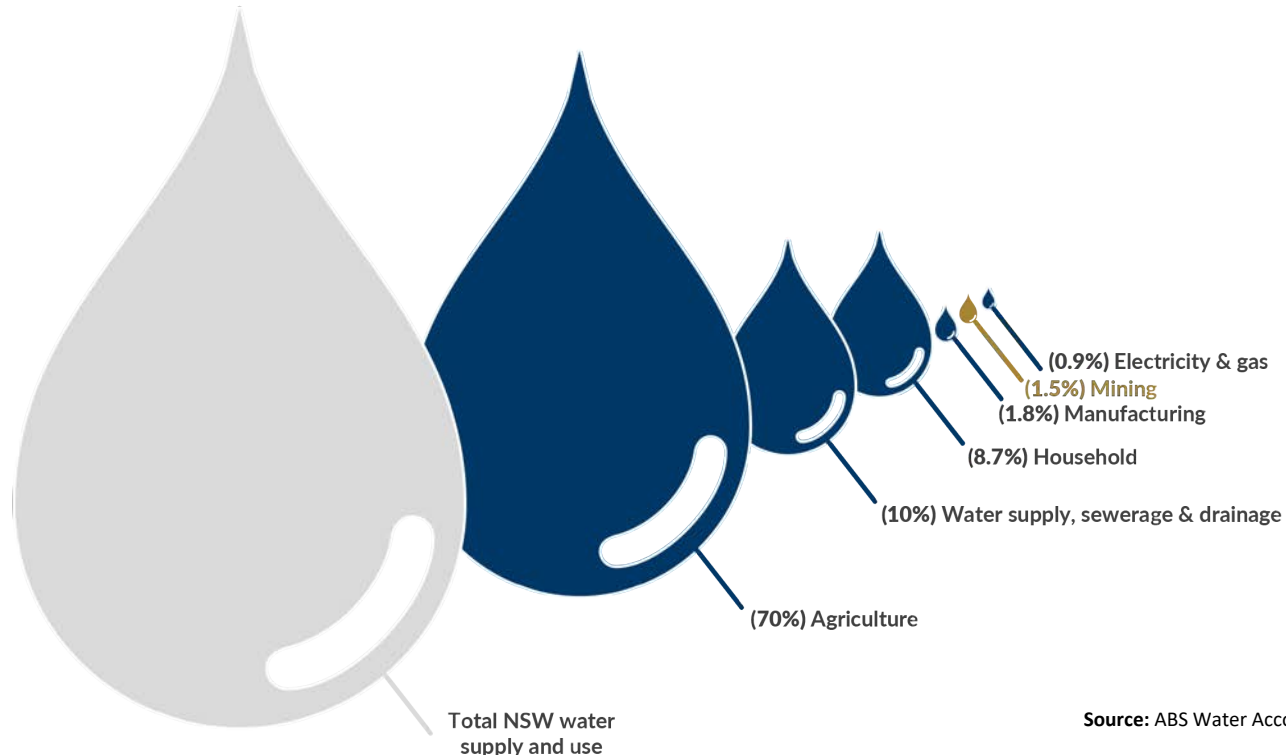 (0.9%) Electricity & gas
(1.5%) Mining
(1.8%) Manufacturing
(8.7%) Household
(10%) Water supply, sewerage & drainage
(70%) Agriculture
Total NSW water
supply and use
Source: ABS Water